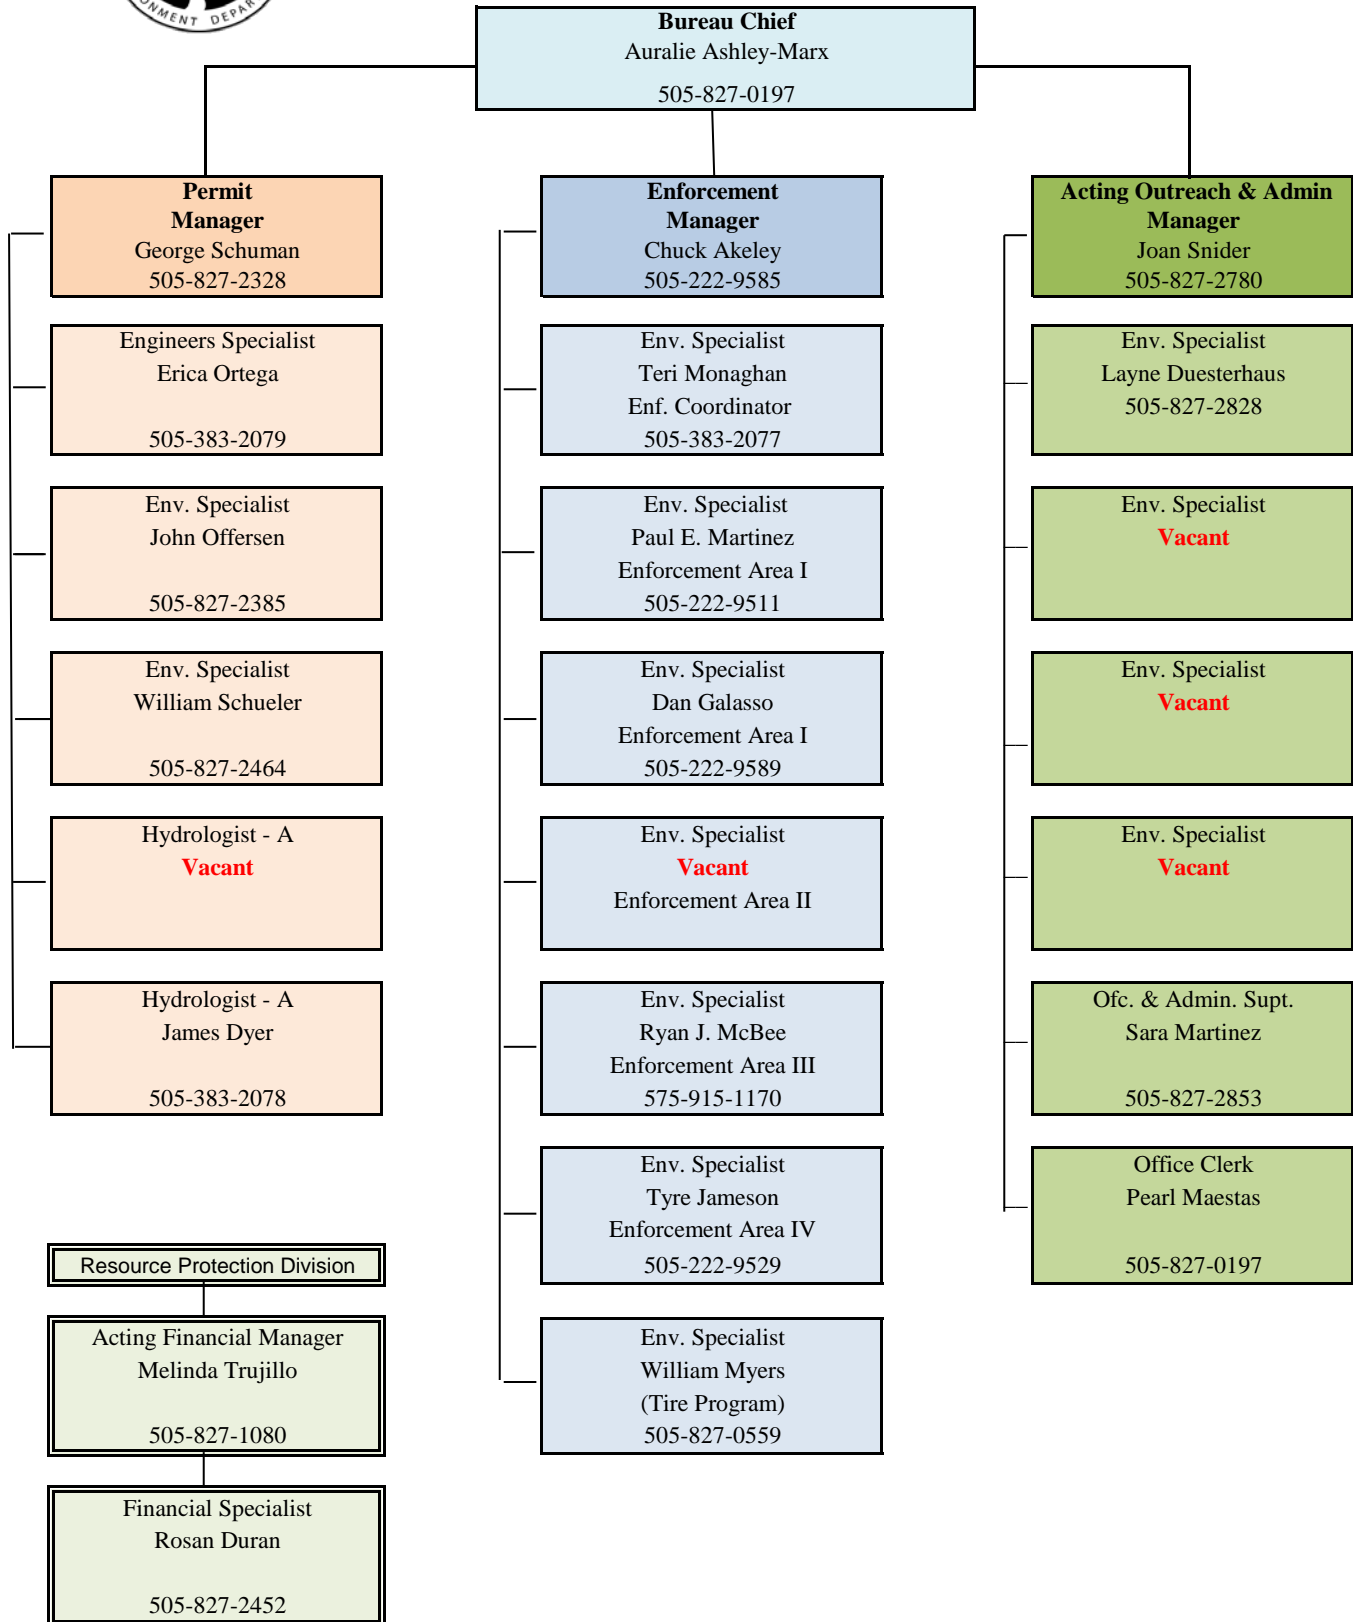 ONMENT DEPAR
Bureau Chief
Auralie Ashley-Marx
505-827-0197
Permit
Manager
George Schuman
505-827-2328
Engineers Specialist
Erica Ortega
505-383-2079
Env. Specialist
John Offersen
505-827-2385
Env. Specialist
William Schueler
505-827-2464
Hydrologist - A
Vacant
Hydrologist - A
James Dyer
505-383-2078
Enforcement
Manager
Chuck Akeley
505-222-9585
Env. Specialist
Teri Monaghan
Enf. Coordinator
505-383-2077
Env. Specialist
Paul E. Martinez
Enforcement Area I
505-222-9511
Env. Specialist
Dan Galasso
Enforcement Area I
505-222-9589
Env. Specialist
Vacant
Enforcement Area II
Env. Specialist
Ryan J. McBee
Enforcement Area III
575-915-1170
Env. Specialist
Tyre Jameson
Enforcement Area IV
505-222-9529
Env. Specialist
William Myers
(Tire Program)
505-827-0559
Acting Outreach & Admin
Manager
Joan Snider
505-827-2780
Env. Specialist
Layne Duesterhaus
505-827-2828
Env. Specialist
Vacant
Env. Specialist
Vacant
Env. Specialist
Vacant
Ofc. & Admin. Supt.
Sara Martinez
505-827-2853
Office Clerk
Pearl Maestas
505-827-0197
Resource Protection Division
Acting Financial Manager
Melinda Trujillo
505-827-1080
Financial Specialist
Rosan Duran
505-827-2452